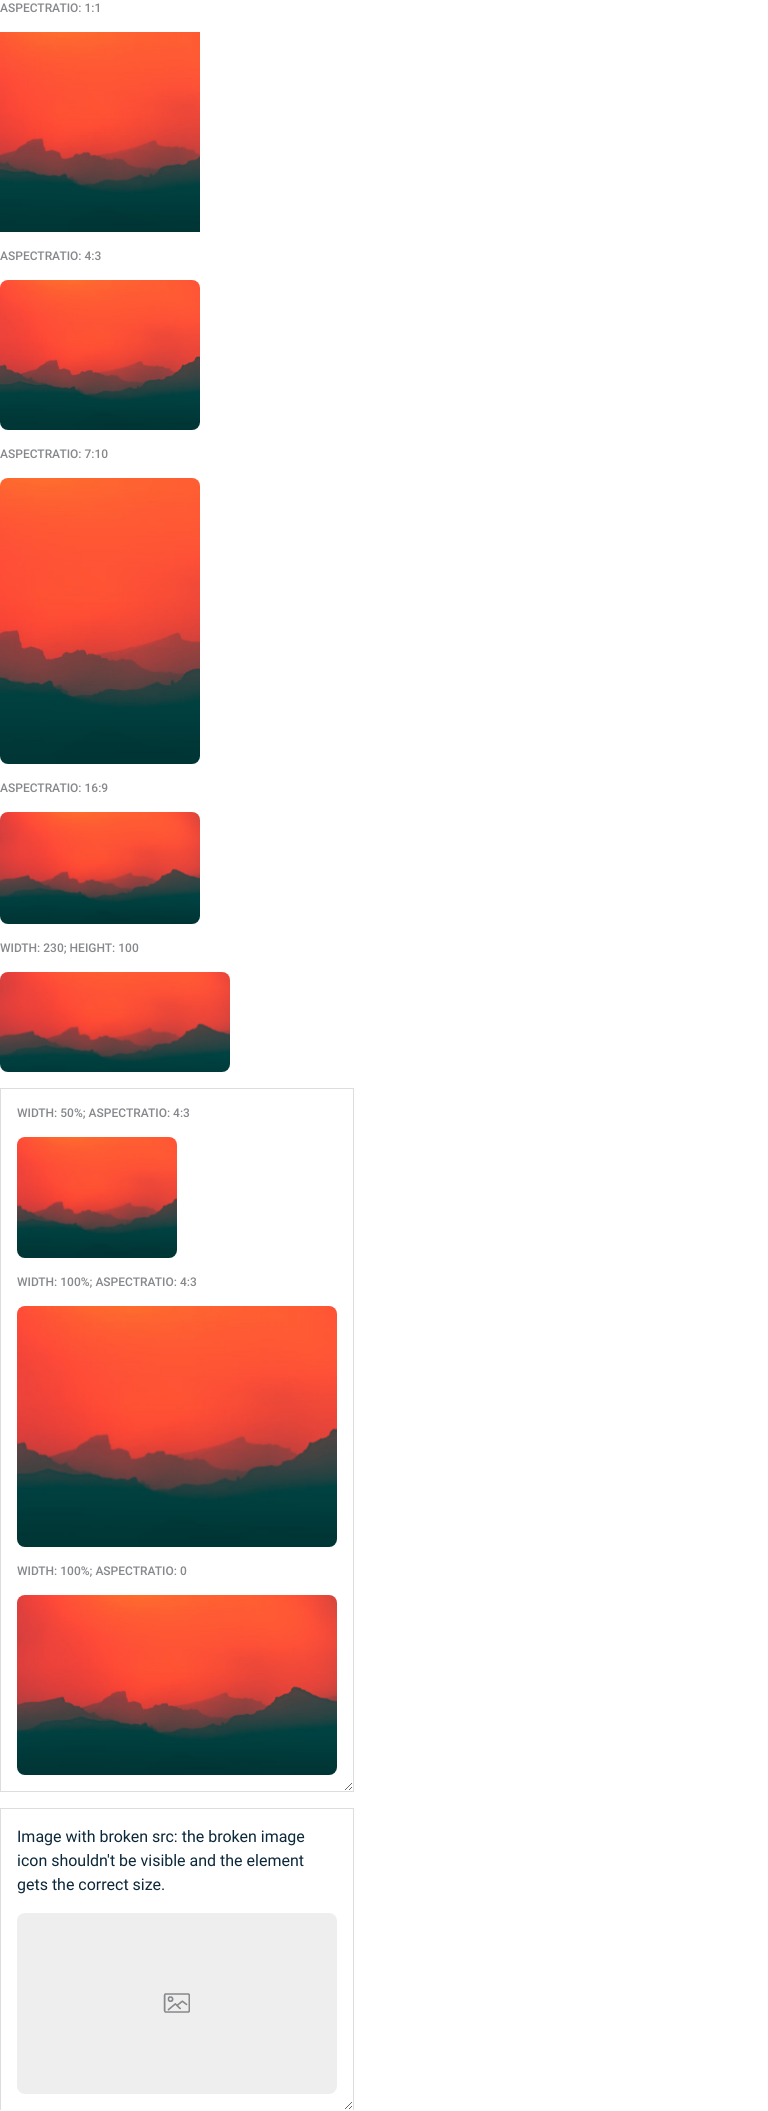 ASPECTRATIO: 1:1
ASPECTRATIO: 4:3
ASPECTRATIO: 7:10
ASPECTRATIO: 16:9
WIDTH: 230; HEIGHT: 100
WIDTH: 50%; ASPECTRATIO: 4:3
WIDTH: 100%; ASPECTRATIO: 4:3
WIDTH: 100%; ASPECTRATIO: 0
Image with broken src: the broken image
icon shouldn't be visible and the element
gets the correct size.